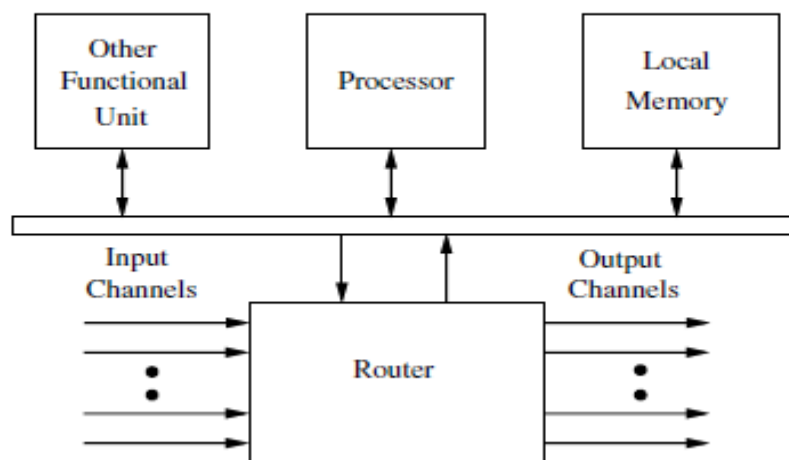 Other
Functional
Unit
Processor
Local
Memory
Input
Channels
Output
Channels
Router